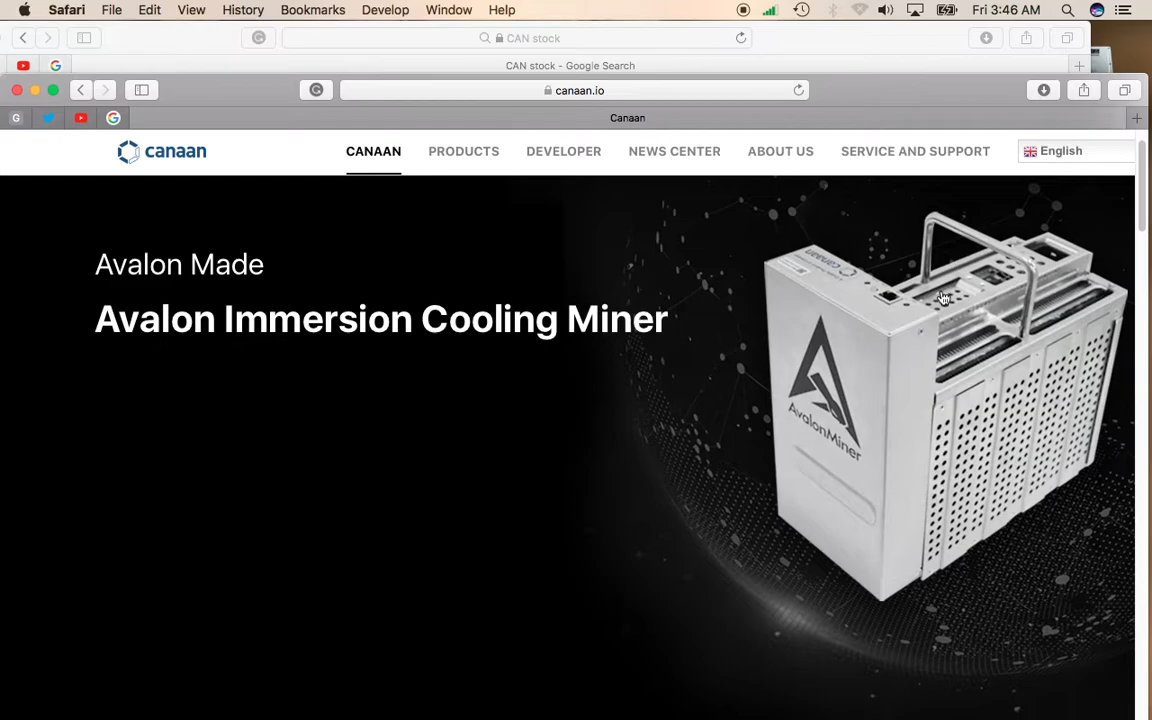 Safari File Edit View History Bookmarks Develop Window Help Fri 3:46 AM
CAN stock
CAN stock - Google Search
canaan.io
G Canaan
canaan CANAAN PRODUCTS DEVELOPER NEWS CENTER ABOUT US SERVICE AND SUPPORT English
Avalon Made
Avalon Immersion Cooling Miner
canaan
AvalonMiner